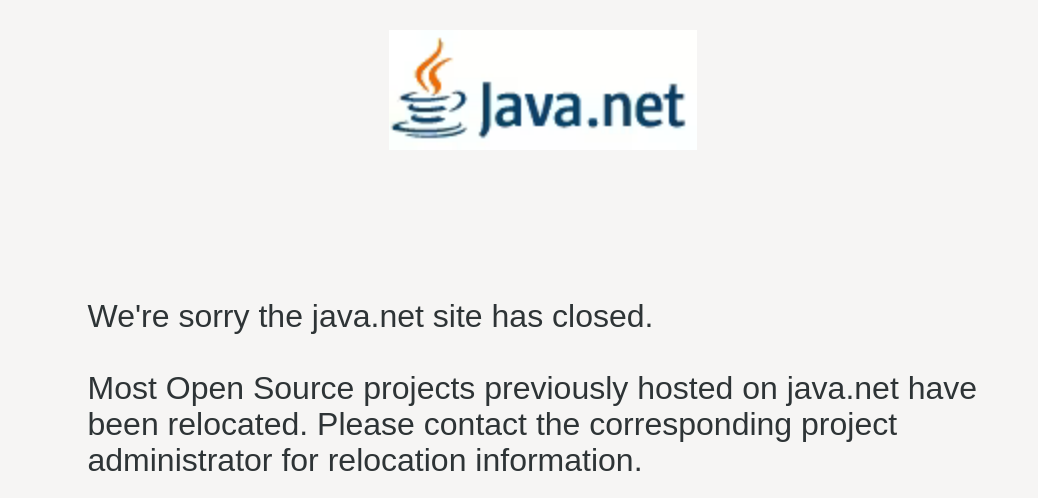 Java.net
We're sorry the java.net site has closed.
Most Open Source projects previously hosted on java.net have
been relocated. Please contact the corresponding project
administrator for relocation information.